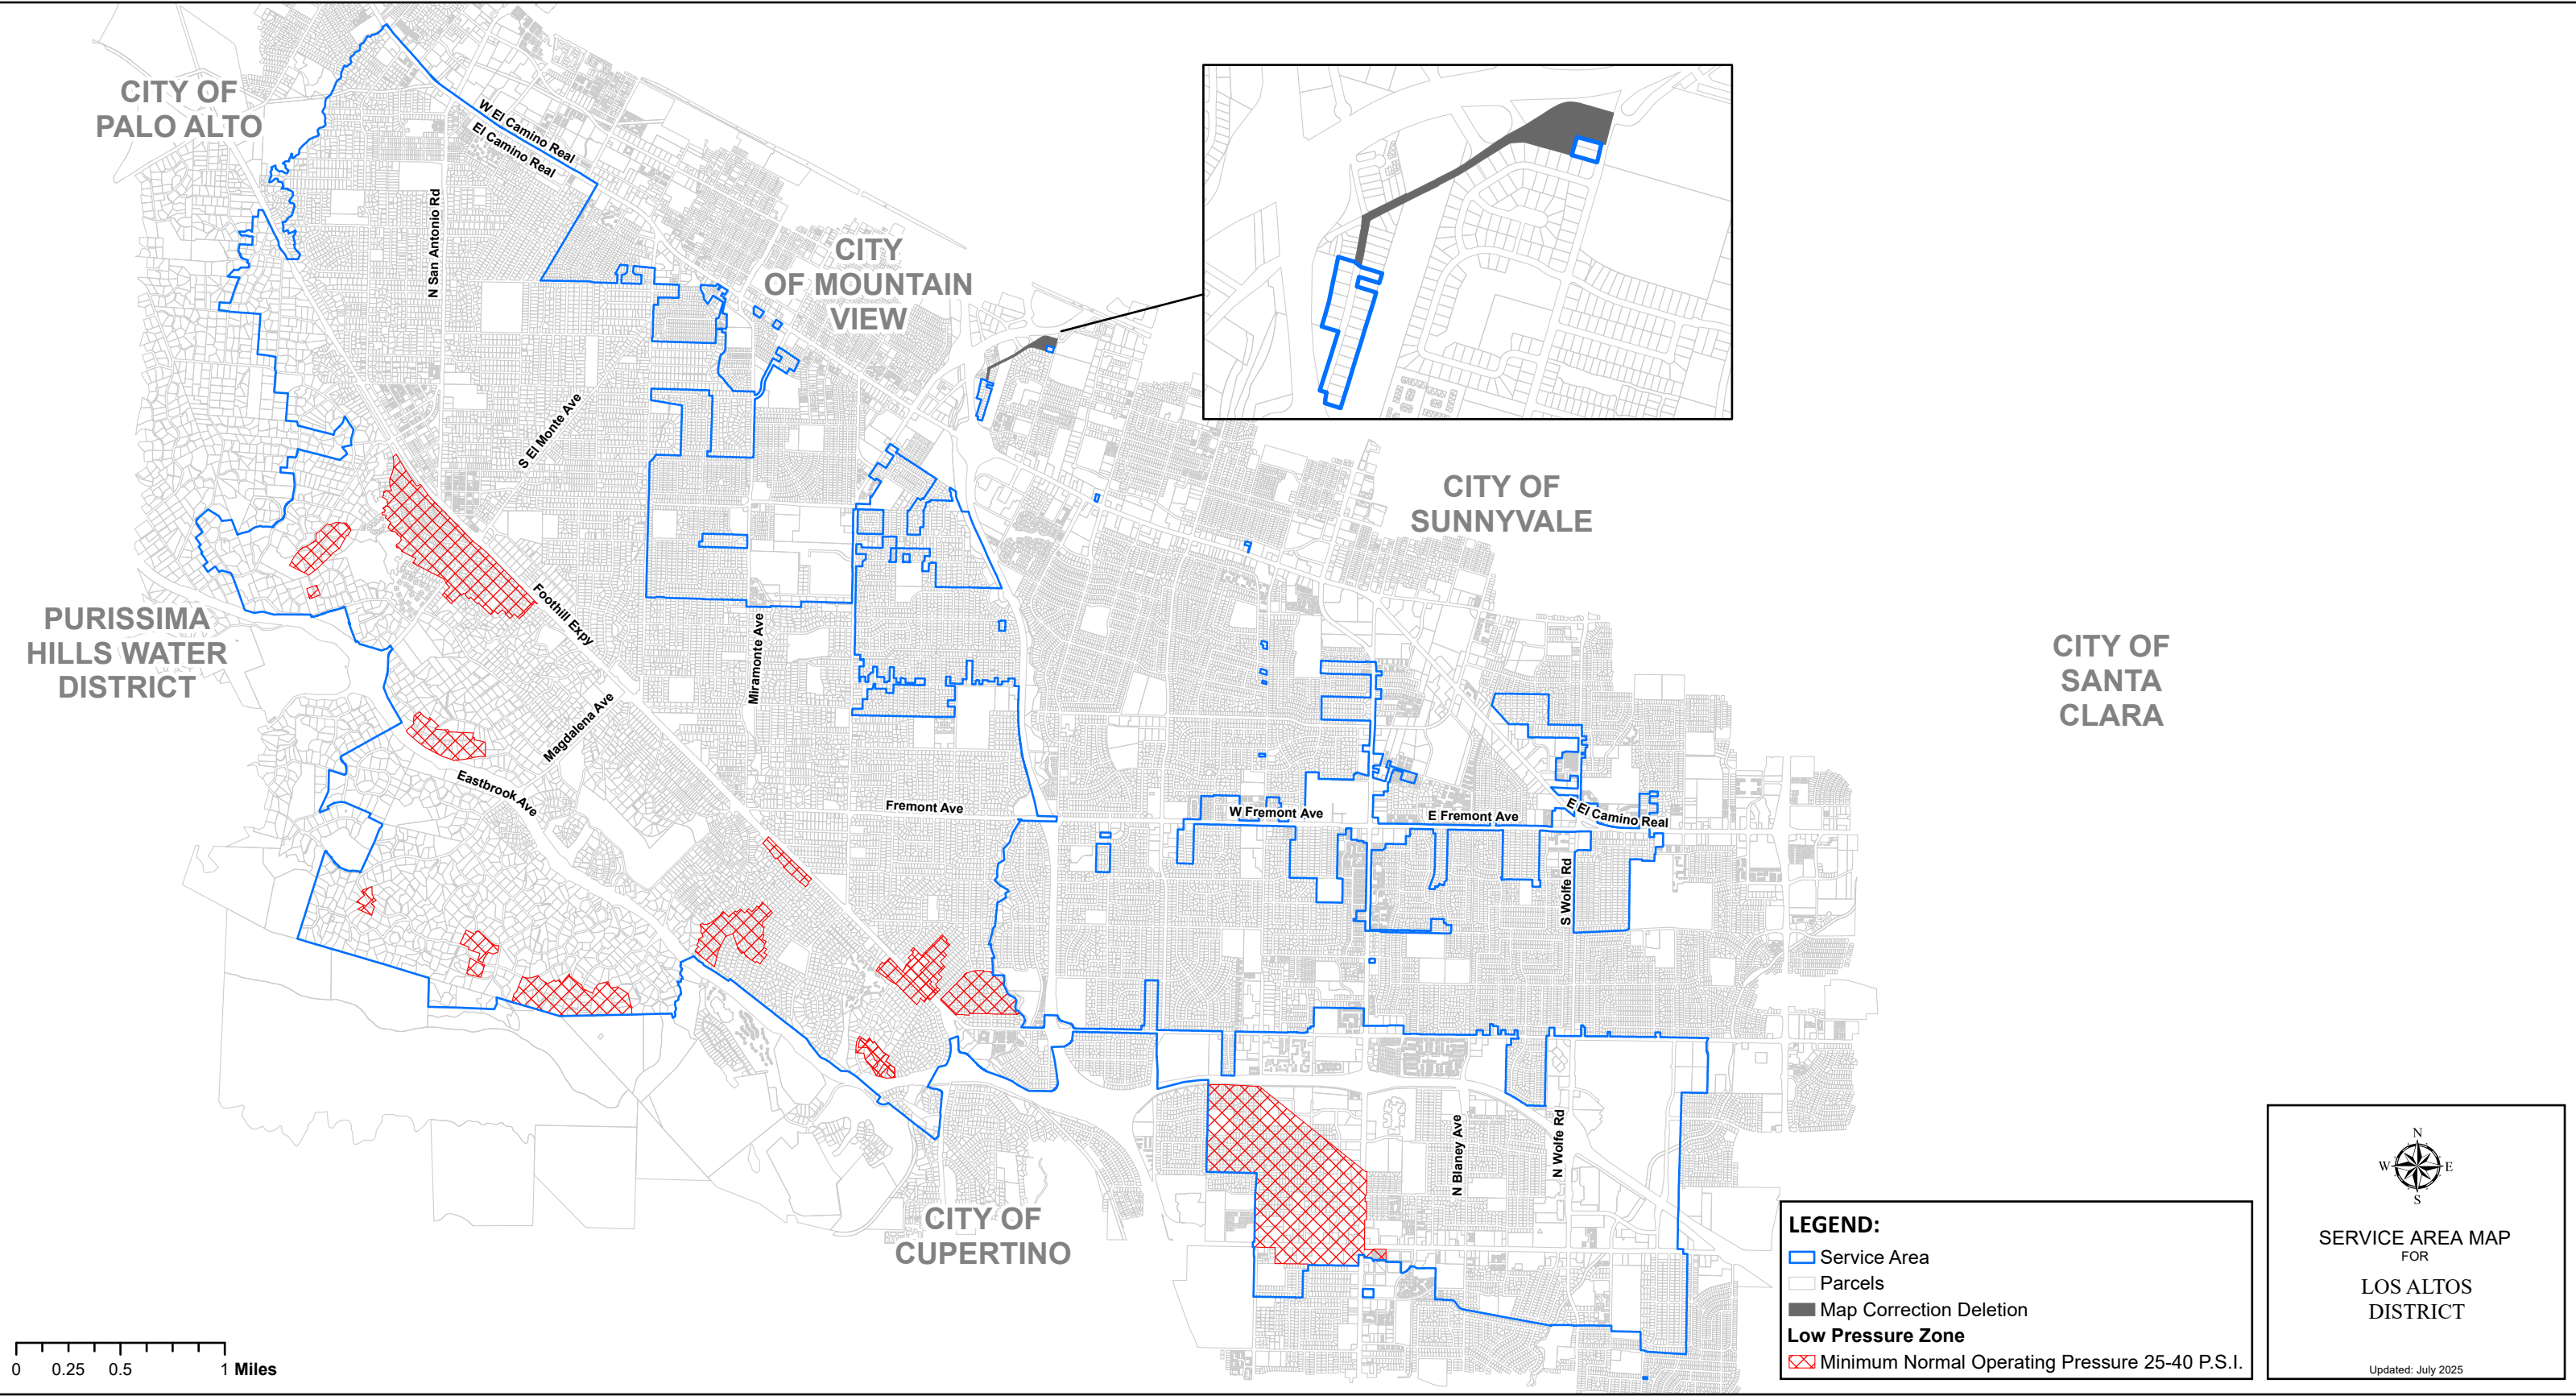 CITY OF
PALO ALTO
W El Camino Real
El Camino Real
N San Antonio Rd
CITY
OF MOUNTAIN
VIEW
S El Monte Ave
CITY OF
SUNNYVALE
PURISSIMA
HILLS WATER
DISTRICT
Foothill Expy
Miramonte Ave
CITY OF
SANTA
CLARA
Magdalena Ave
Eastbrook Ave
Fremont Ave
W Fremont Ave
E Fremont Ave
E El Camino Real
S Wolfe Rd
N Blaney Ave
N Wolfe Rd
CITY OF
CUPERTINO
LEGEND:
Service Area
Parcels
Map Correction Deletion
Low Pressure Zone
Minimum Normal Operating Pressure 25-40 P.S.I.
N
W E
S
SERVICE AREA MAP
FOR
LOS ALTOS
DISTRICT
Updated: July 2025
0 0.25 0.5 1 Miles